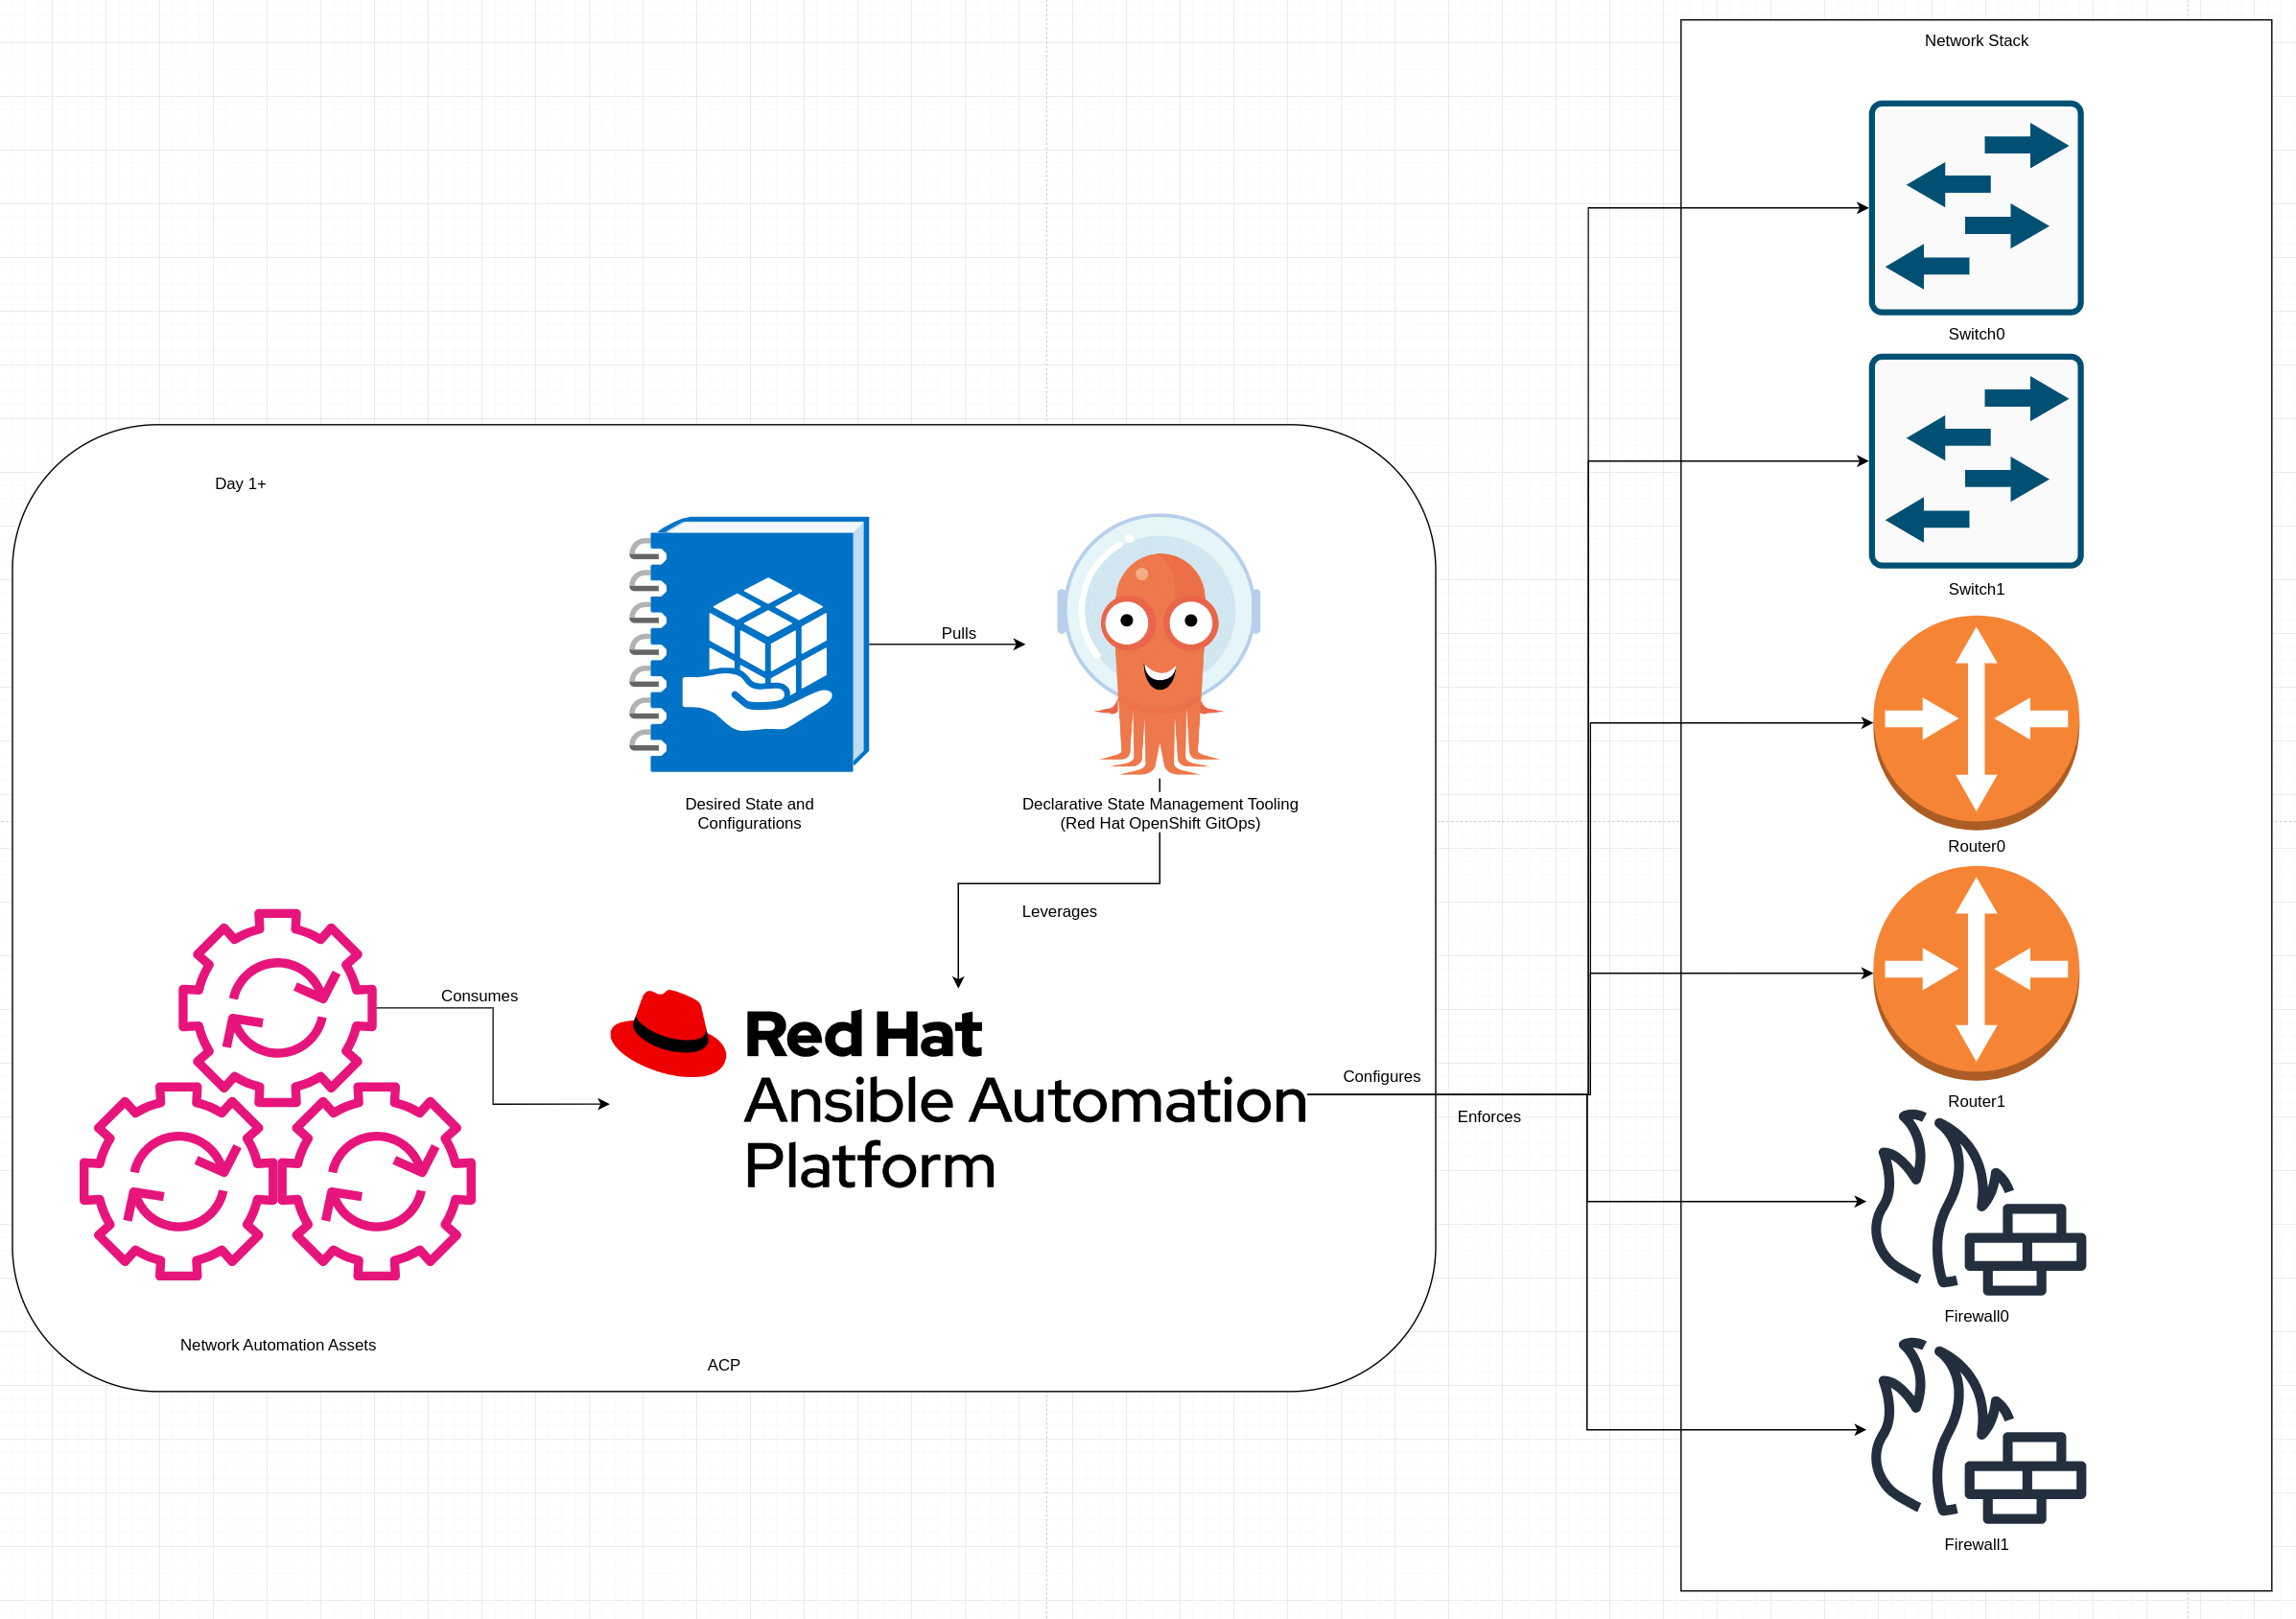 Network Stack
Switch0
Switch1
Day 1+
Pulls
Desired State and
Configurations
Declarative State Management Tooling
(Red Hat OpenShift GitOps)
Router0
Leverages
Consumes
Red Hat
Ansible Automation
Platform
Configures
Enforces
Router1
Firewall0
Network Automation Assets
ACP
Firewall1